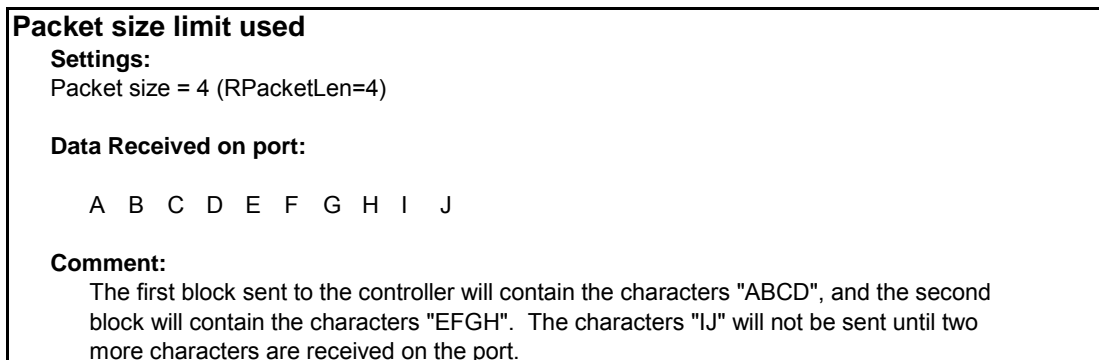 Packet size limit used
Settings:
Packet size = 4 (RPacketLen=4)
Data Received on port:
A B C D E F G H I J
Comment:
The first block sent to the controller will contain the characters "ABCD", and the second
block will contain the characters "EFGH". The characters "IJ" will not be sent until two
more characters are received on the port.